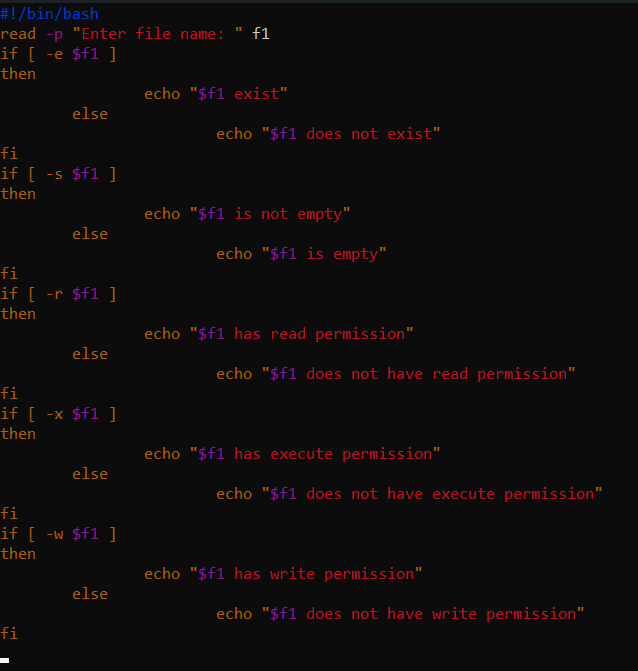 #!/bin/bash
read -p "Enter file name: " f1
if [ -e $f1 ]
then
                echo "$f1 exist"
        else
                        echo "$f1 does not exist"
fi
if [ -s $f1 ]
then
                echo "$f1 is not empty"
        else
                        echo "$f1 is empty"
fi
if [ -r $f1 ]
then
                echo "$f1 has read permission"
        else
                        echo "$f1 does not have read permission"
fi
if [ -x $f1 ]
then
                echo "$f1 has execute permission"
        else
                        echo "$f1 does not have execute permission"
fi
if [ -w $f1 ]
then
                echo "$f1 has write permission"
        else
                        echo "$f1 does not have write permission"
fi